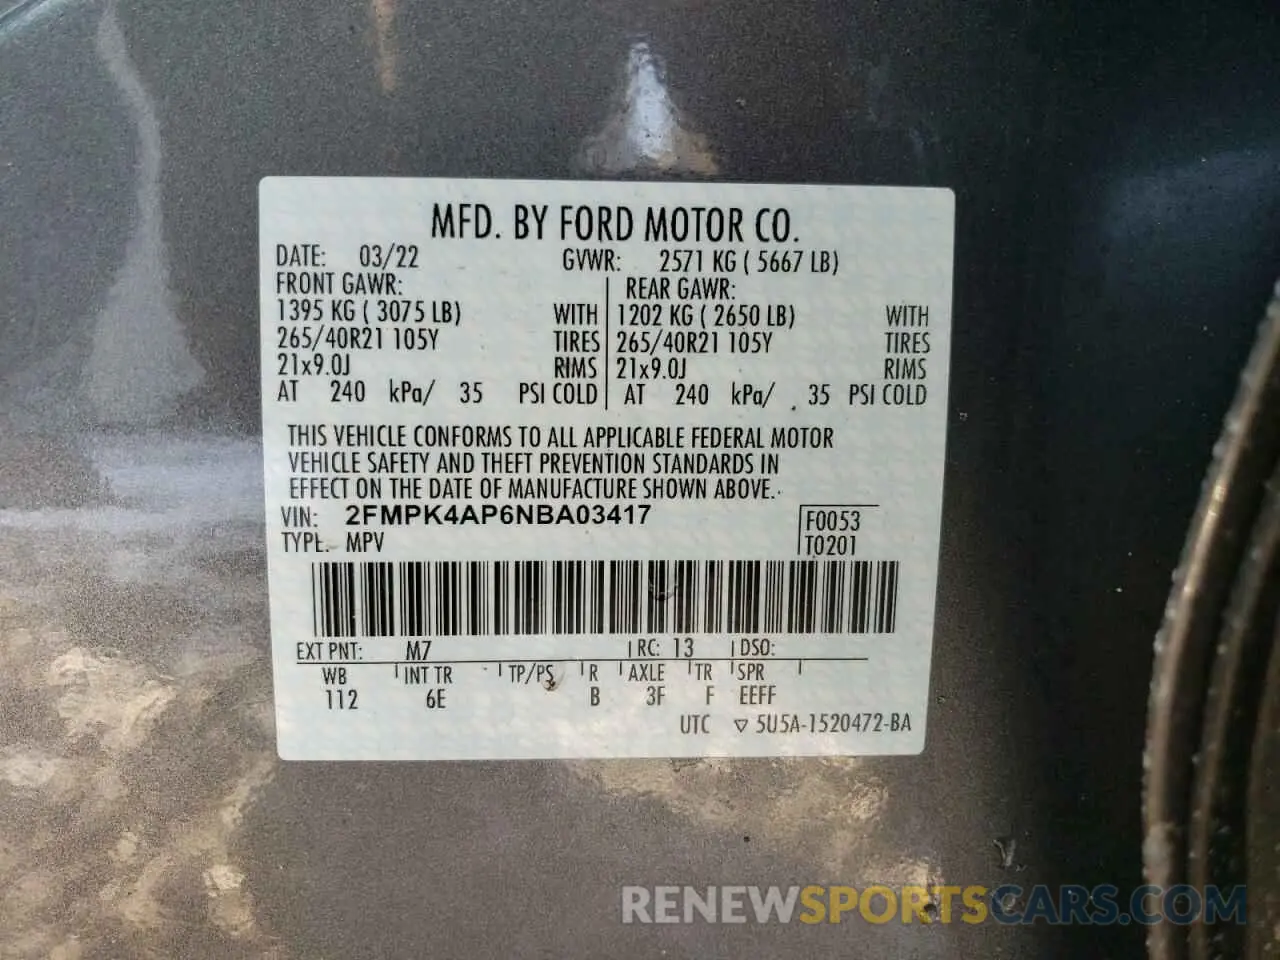 MFD. BY FORD MOTOR CO.
DATE: 03/22 GVWR: 2571 KG ( 5667 LB)
FRONT GAWR: REAR GAWR:
1395 KG ( 3075 LB) WITH 1202 KG ( 2650 LB) WITH
265/40R21 105Y TIRES 265/40R21 105Y TIRES
21x9.0J RIMS 21x9.0J RIMS
AT 240 kPa/ 35 PSI COLD AT 240 kPa/ 35 PSI COLD
THIS VEHICLE CONFORMS TO ALL APPLICABLE FEDERAL MOTOR
VEHICLE SAFETY AND THEFT PREVENTION STANDARDS IN
EFFECT ON THE DATE OF MANUFACTURE SHOWN ABOVE.
VIN: 2FMPK4AP6NBA03417 F0053
TYPE: MPV T0201
EXT PNT: M7 RC: 13 DSO:
WB INT TR TP/PS R AXLE TR SPR
112 6E B 3F F EEFF
UTC ▽ 5U5A-1520472-BA
RENEWSPORTSCARS.COM